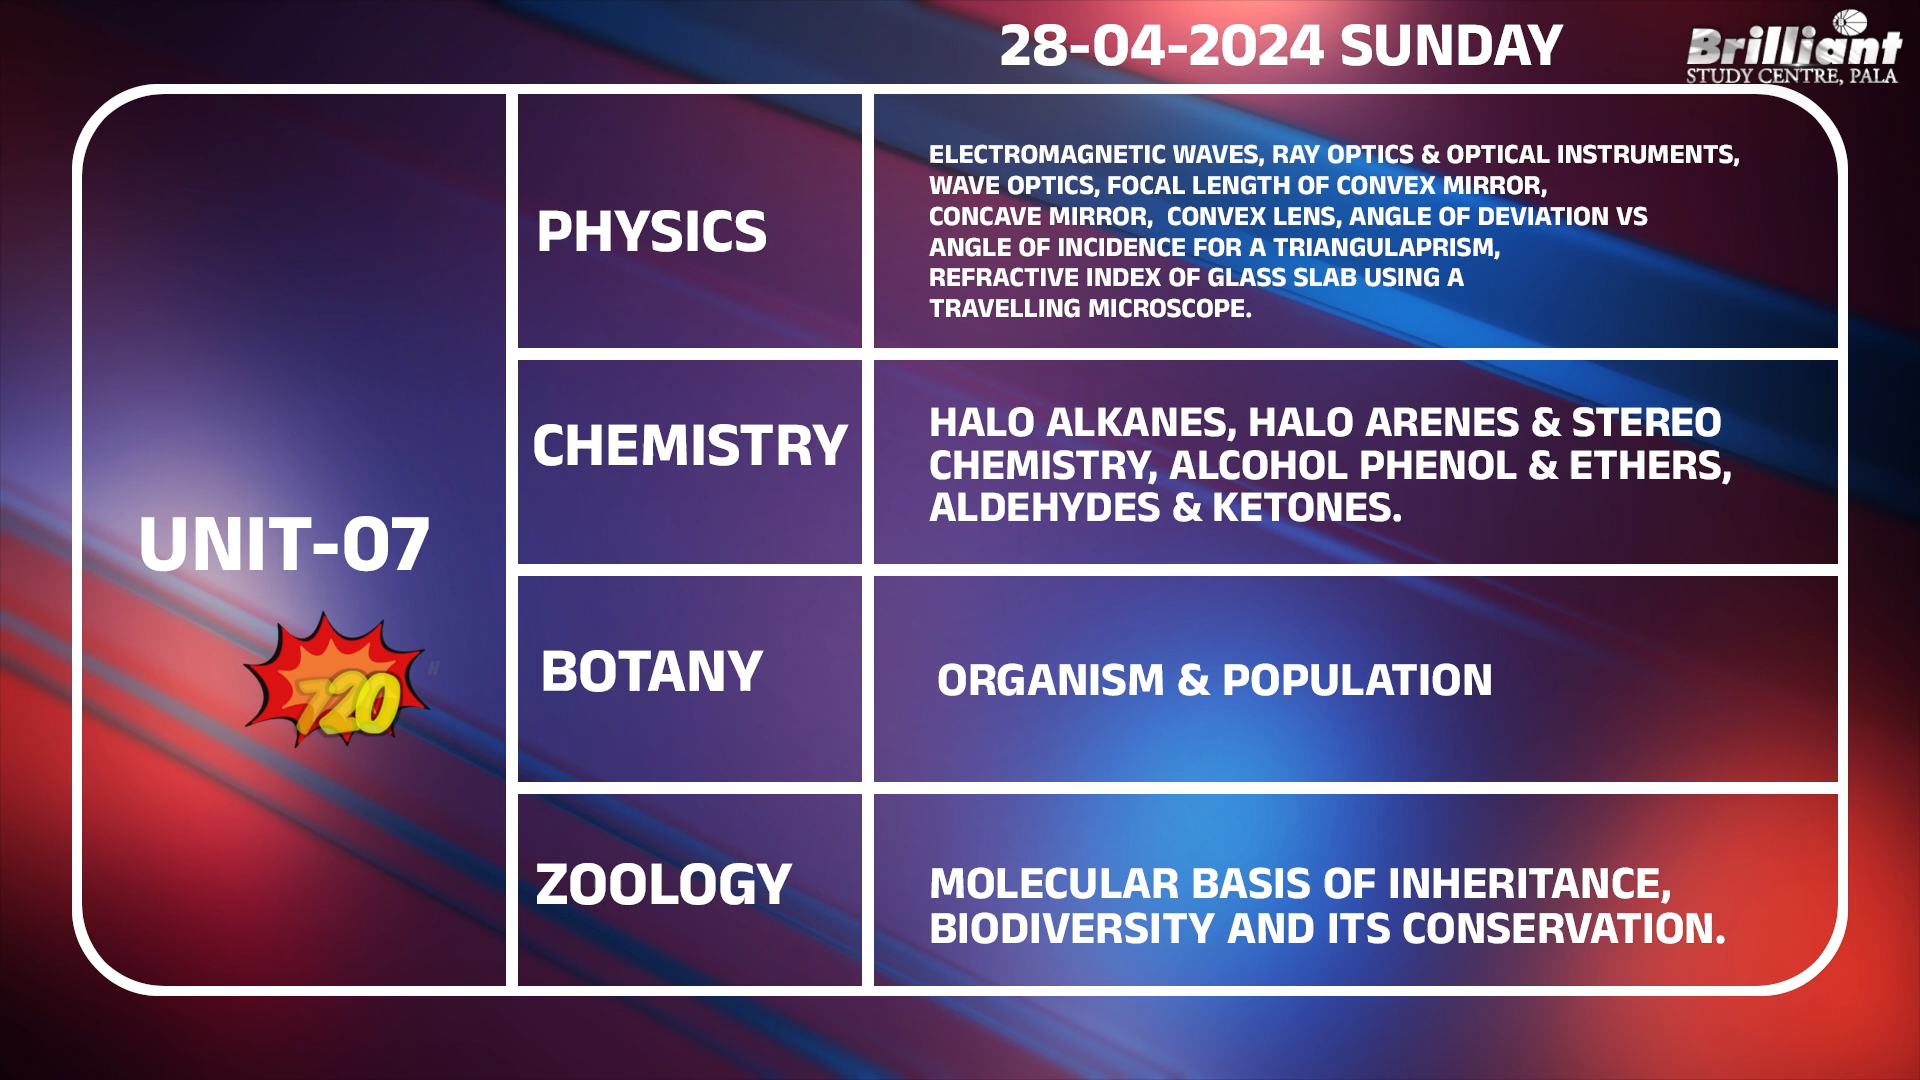 28-04-2024 SUNDAY
Brilliant
STUDY CENTRE, PALA
UNIT-07
720
PHYSICS
ELECTROMAGNETIC WAVES, RAY OPTICS & OPTICAL INSTRUMENTS,
WAVE OPTICS, FOCAL LENGTH OF CONVEX MIRROR,
CONCAVE MIRROR,  CONVEX LENS, ANGLE OF DEVIATION VS
ANGLE OF INCIDENCE FOR A TRIANGULAPRISM,
REFRACTIVE INDEX OF GLASS SLAB USING A
TRAVELLING MICROSCOPE.
CHEMISTRY
HALO ALKANES, HALO ARENES & STEREO
CHEMISTRY, ALCOHOL PHENOL & ETHERS,
ALDEHYDES & KETONES.
BOTANY
ORGANISM & POPULATION
ZOOLOGY
MOLECULAR BASIS OF INHERITANCE,
BIODIVERSITY AND ITS CONSERVATION.